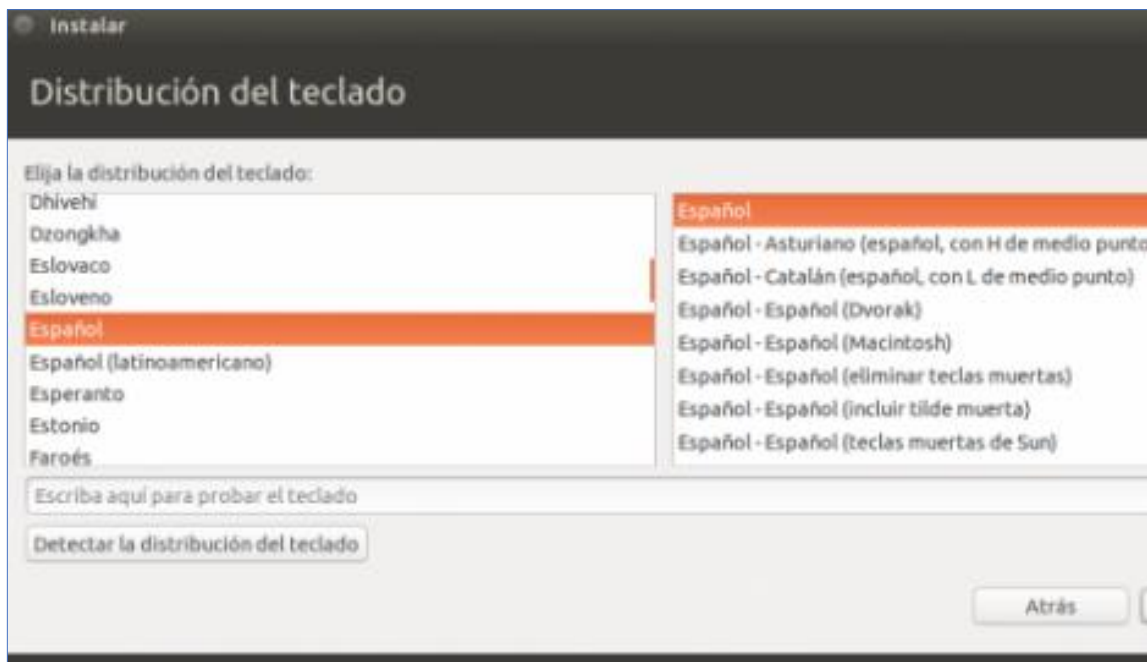 Instalar
Distribución del teclado
Elija la distribución del teclado:
Dhivehi
Dzongkha
Eslovaco
Esloveno
Español
Español (latinoamericano)
Esperanto
Estonio
Faroés
Español
Español - Asturiano (español, con H de medio punto
Español - Catalán (español, con L de medio punto)
Español - Español (Dvorak)
Español - Español (Macintosh)
Español - Español (eliminar teclas muertas)
Español - Español (incluir tilde muerta)
Español - Español (teclas muertas de Sun)
Escriba aquí para probar el teclado
Detectar la distribución del teclado
Atrás